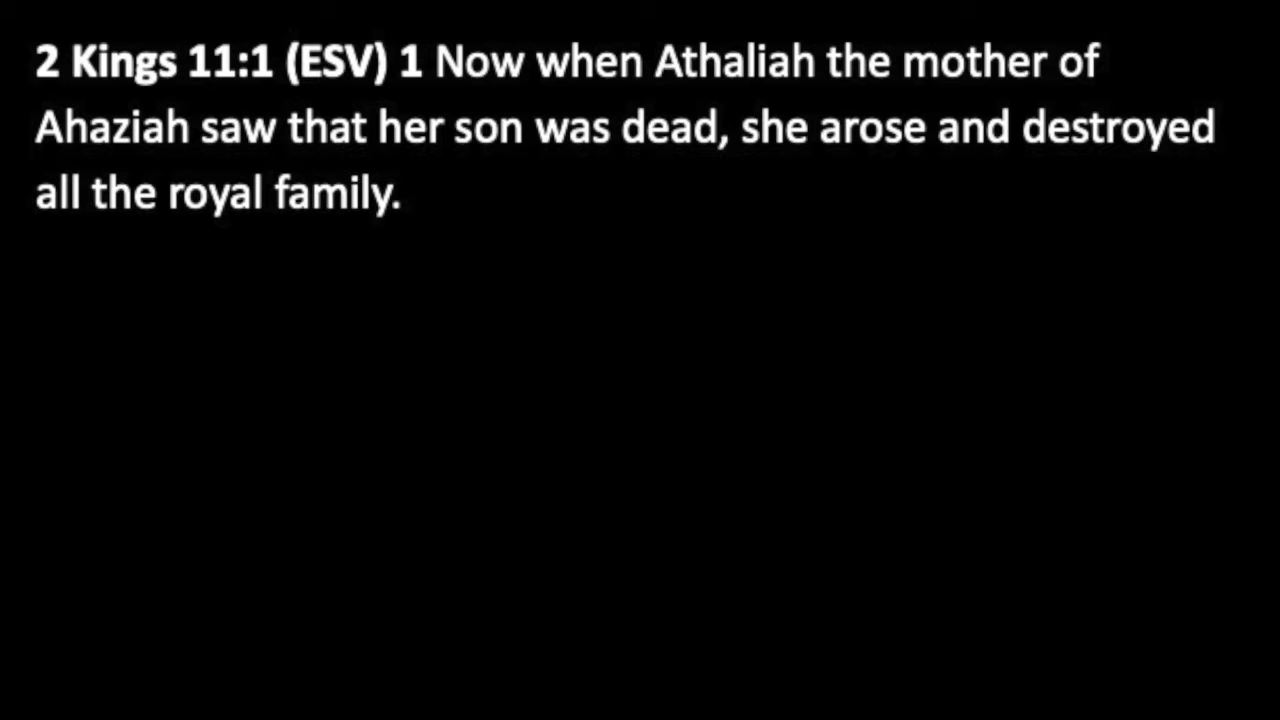 2 Kings 11:1 (ESV) 1 Now when Athaliah the mother of
Ahaziah saw that her son was dead, she arose and destroyed
all the royal family.